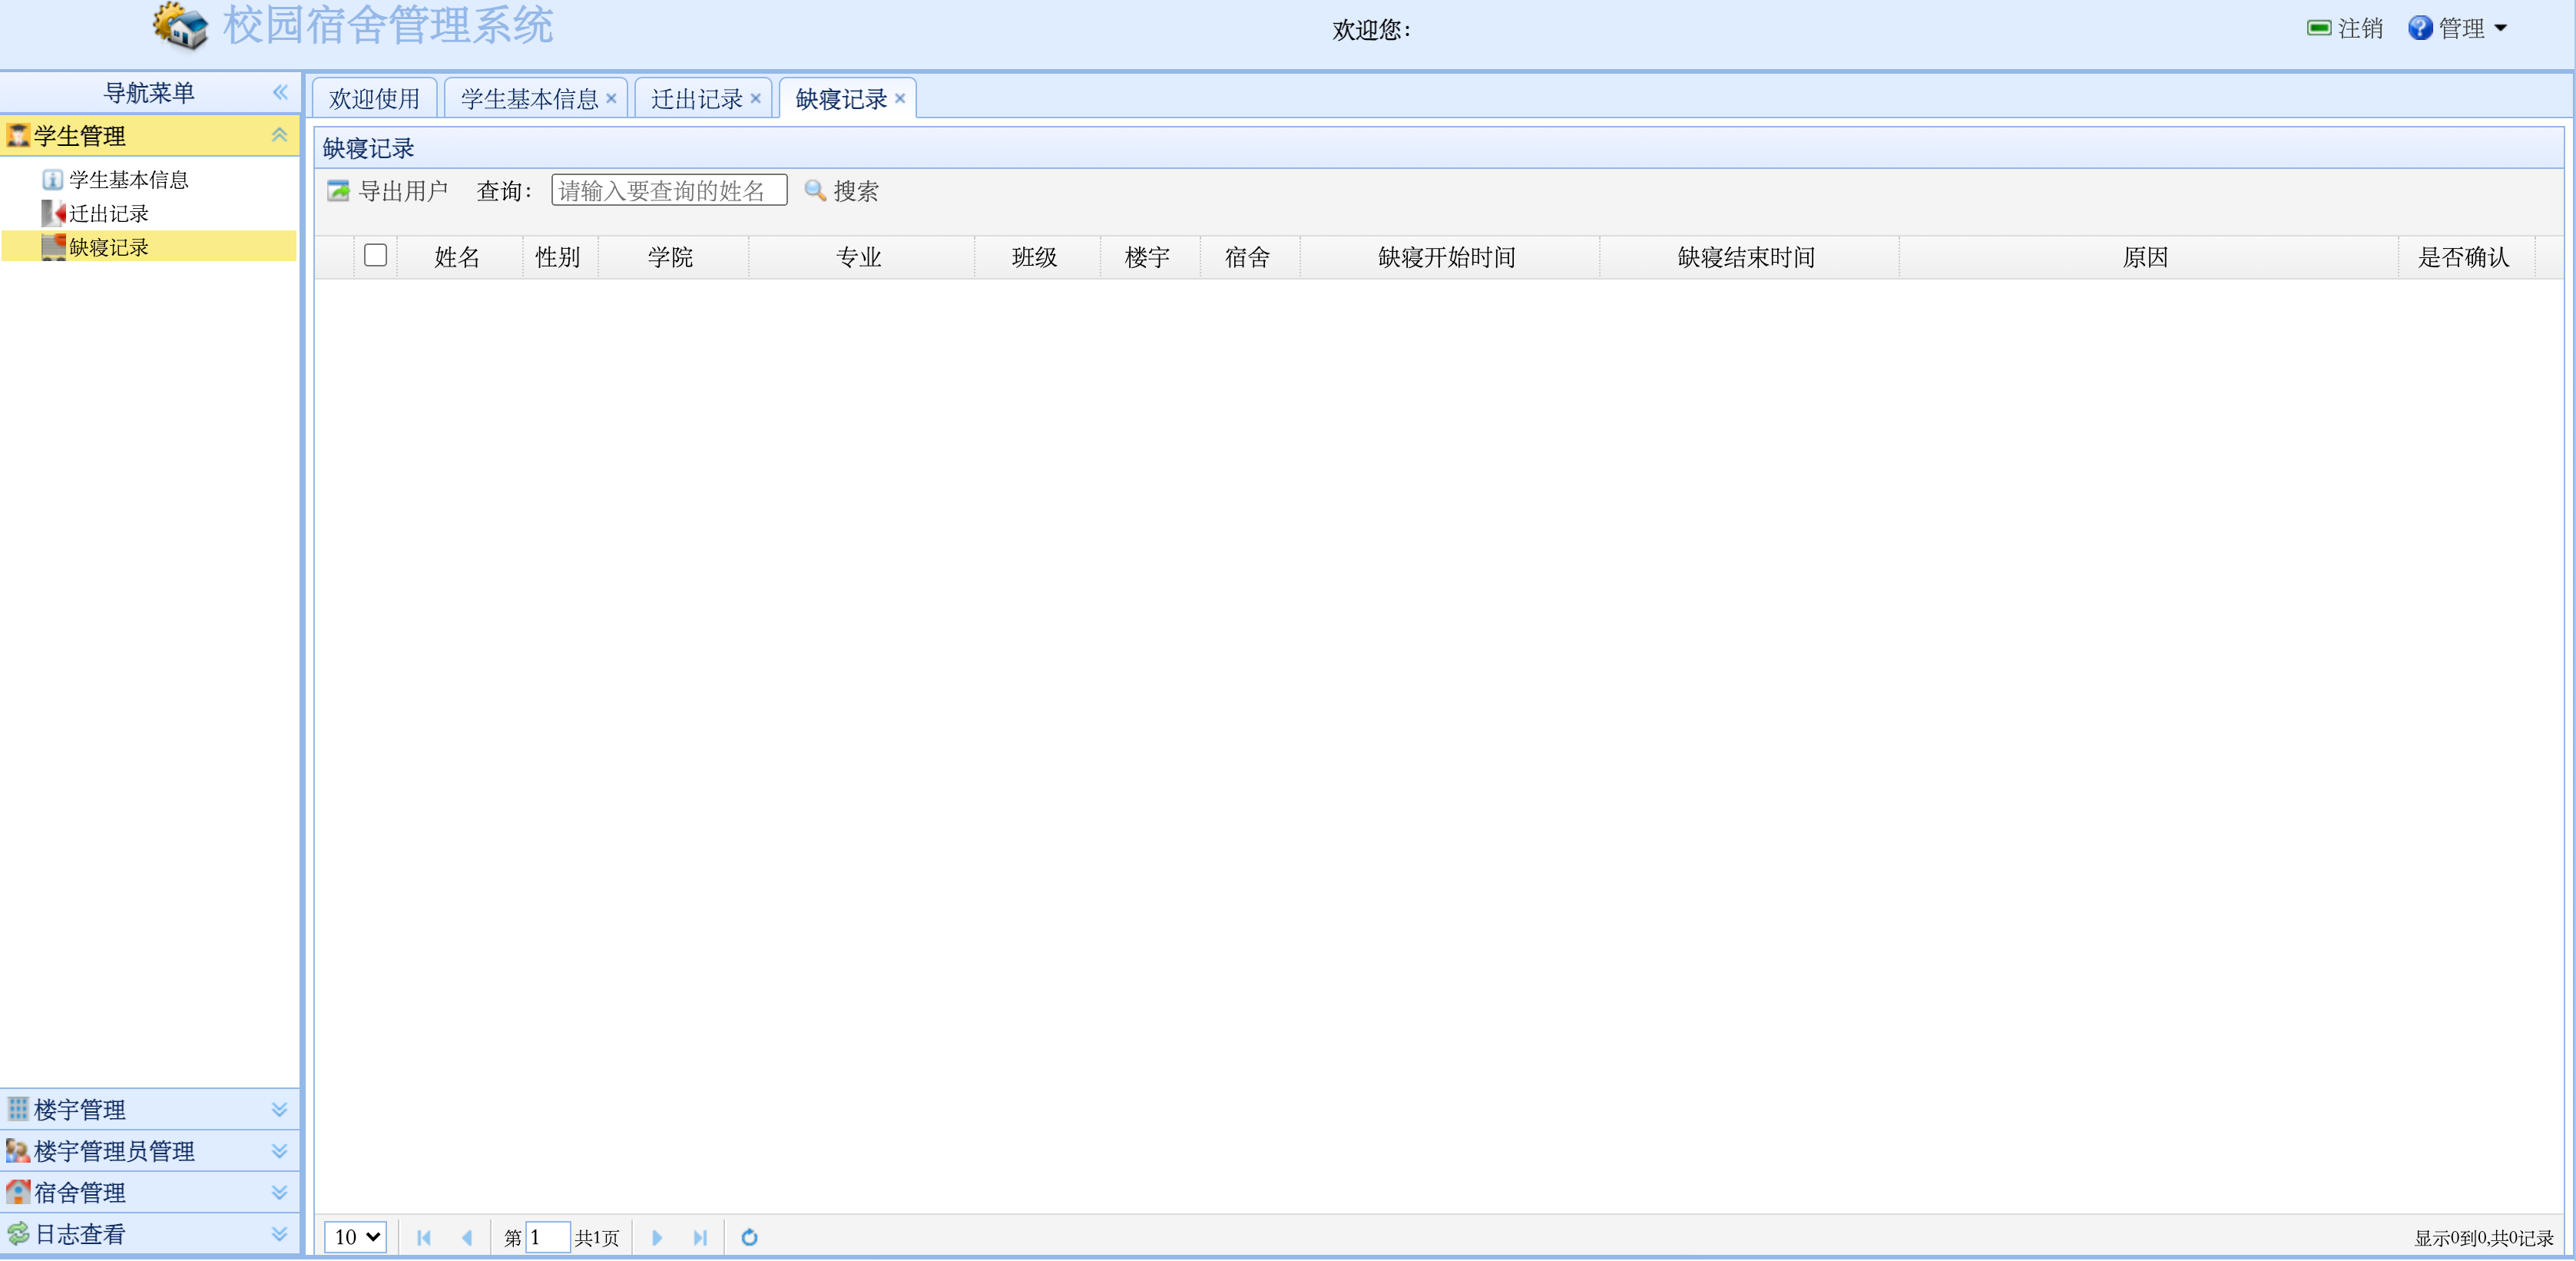 校园宿舍管理系统
欢迎您：
注销 管理
导航菜单
欢迎使用 学生基本信息 迁出记录 缺寝记录
学生管理
学生基本信息
迁出记录
缺寝记录
缺寝记录
导出用户 查询： 请输入要查询的姓名 搜索
姓名 性别 学院 专业 班级 楼宇 宿舍 缺寝开始时间 缺寝结束时间 原因 是否确认
楼宇管理
楼宇管理员管理
宿舍管理
日志查看
10 第 1 共1页
显示0到0,共0记录